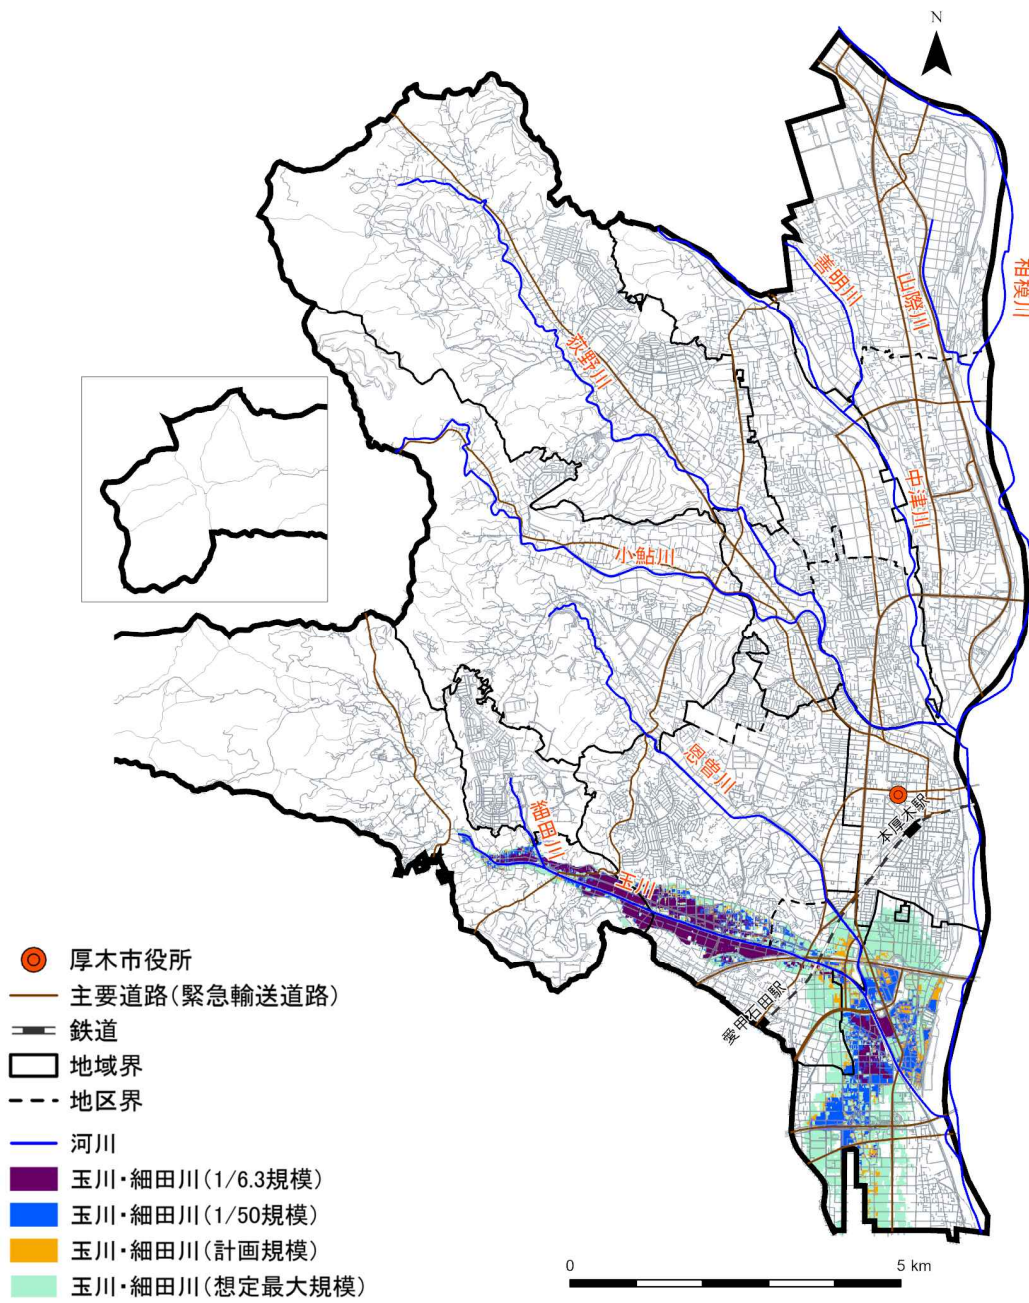 N
相模川
善明川
山際川
荻野川
中津川
小鮎川
恩曽川
本厚木駅
細田川
玉川
愛甲石田駅
厚木市役所
主要道路(緊急輸送道路)
鉄道
地域界
地区界
河川
玉川・細田川(1/6.3規模)
玉川・細田川(1/50規模)
玉川・細田川(計画規模)
玉川・細田川(想定最大規模)
0 5 km